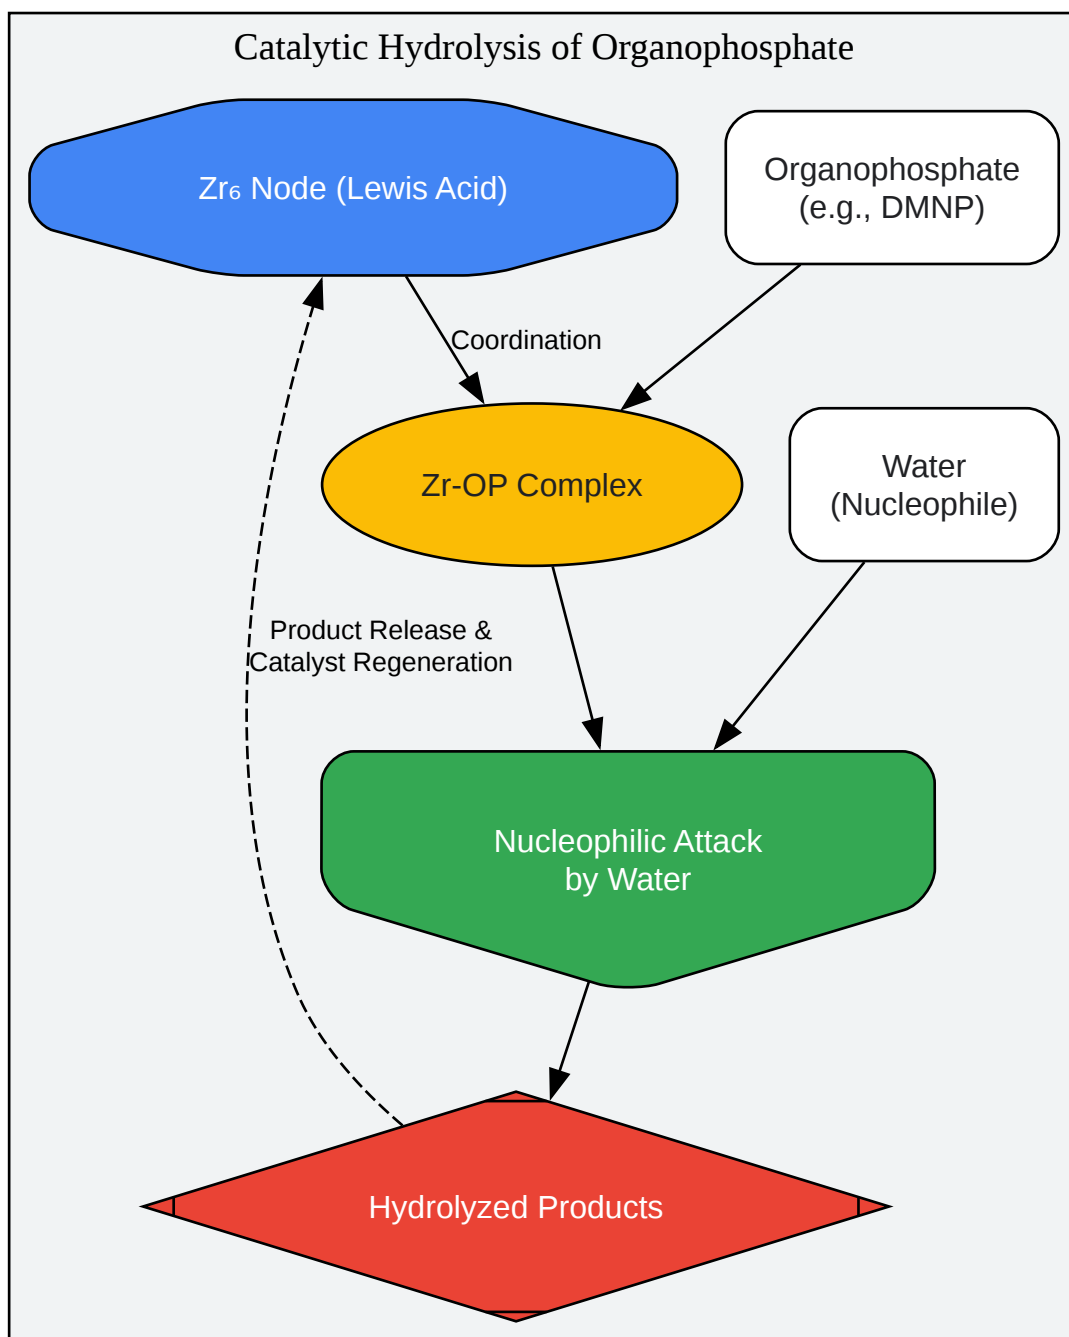 Catalytic Hydrolysis of Organophosphate
Zr₆ Node (Lewis Acid)
Organophosphate
(e.g., DMNP)
Coordination
Zr-OP Complex
Water
(Nucleophile)
Product Release &
Catalyst Regeneration
Nucleophilic Attack
by Water
Hydrolyzed Products